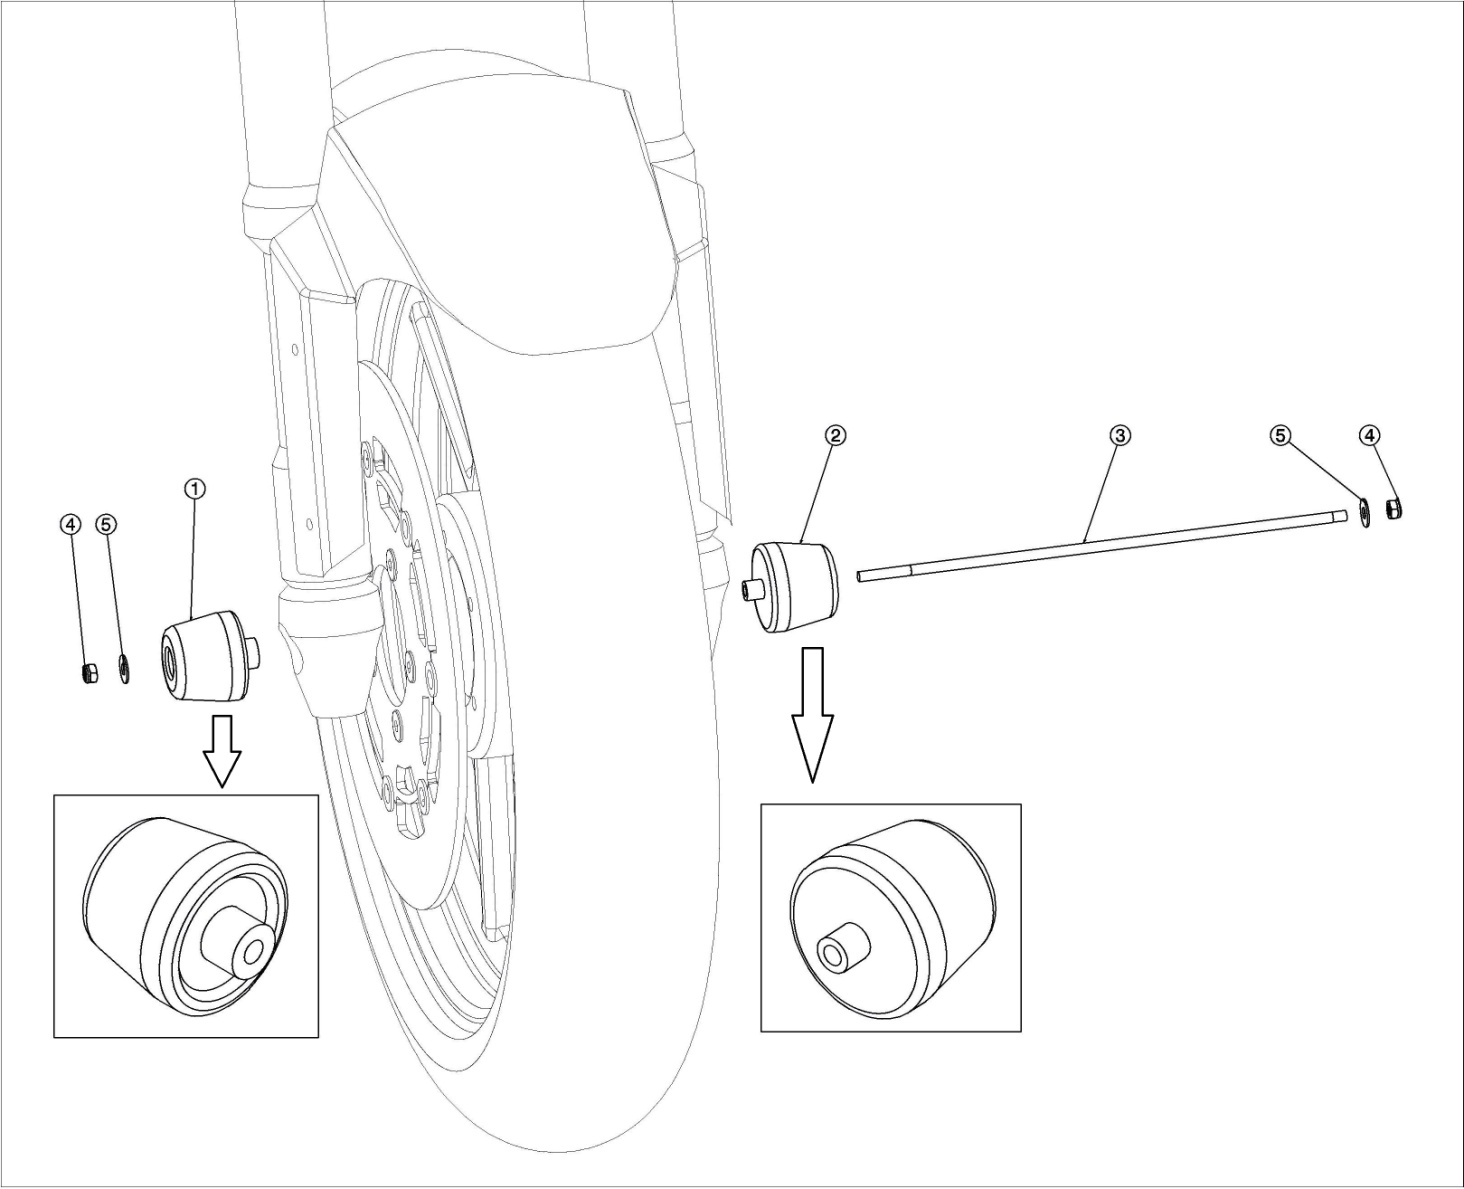 ② ③ ⑤ ④
①
④ ⑤